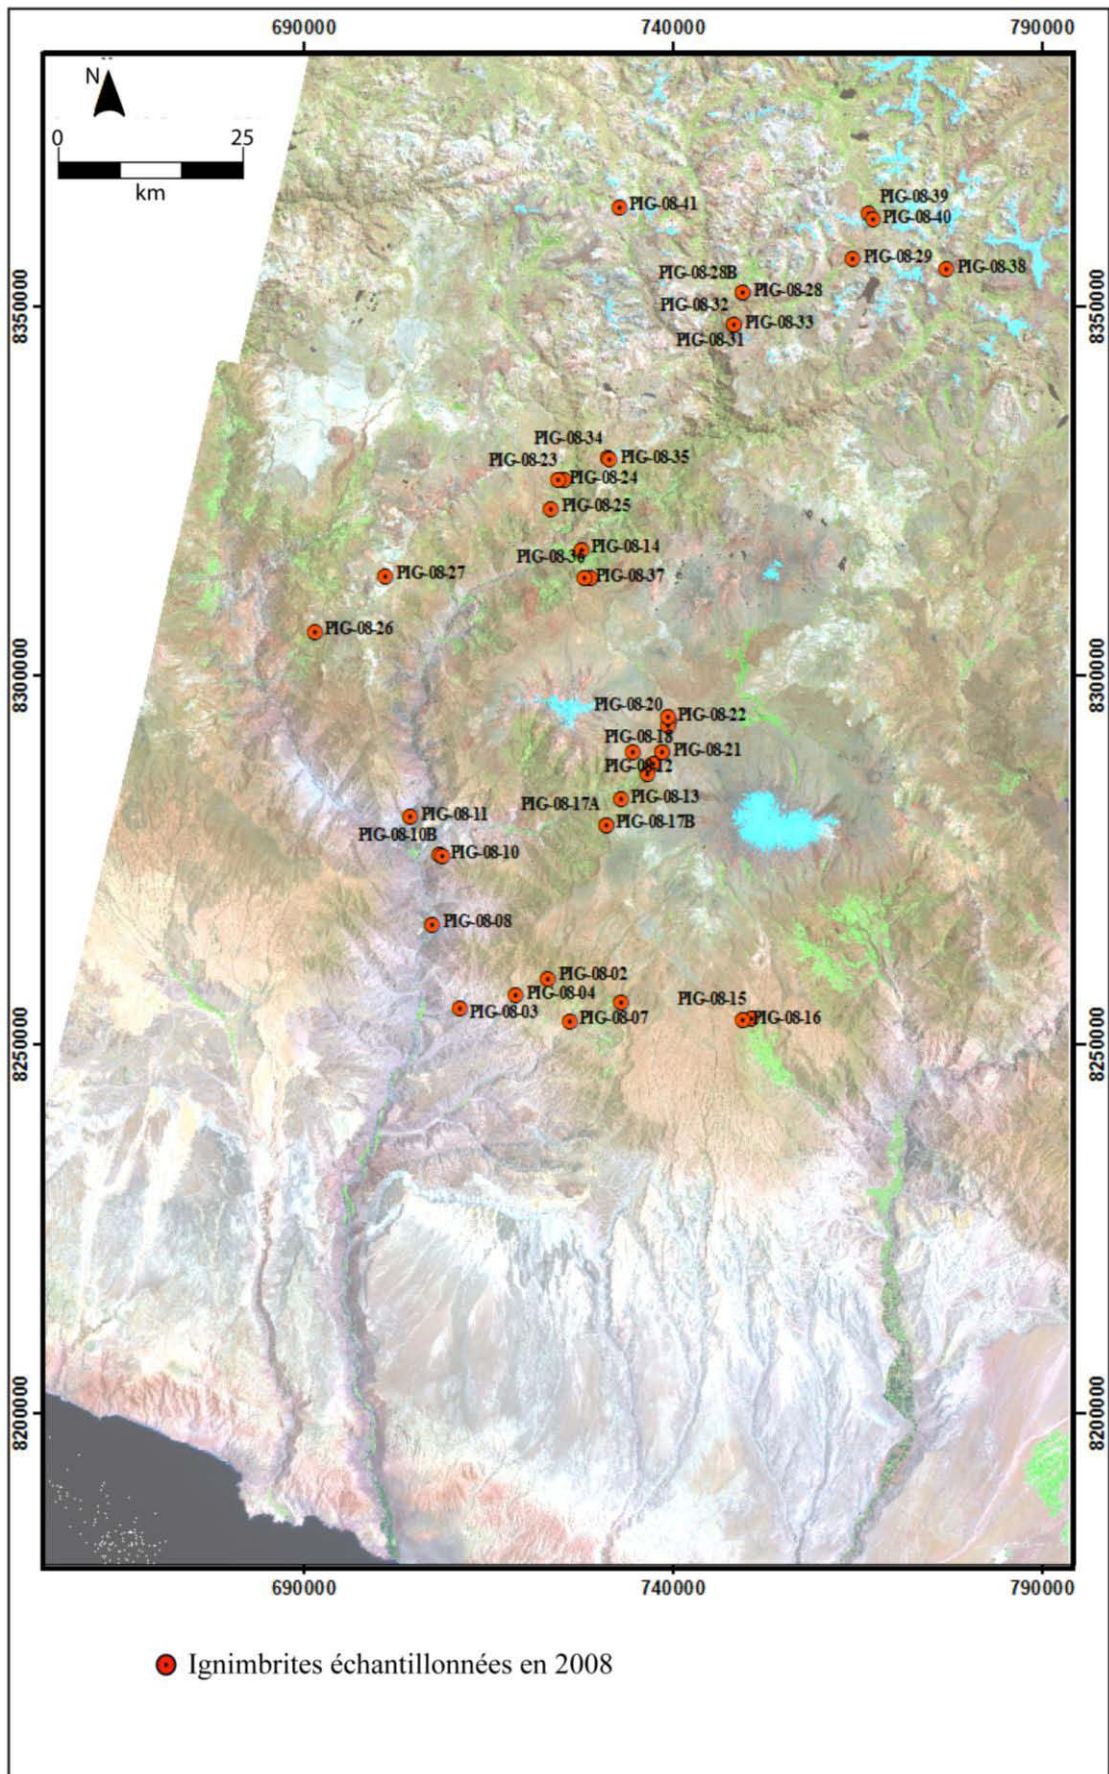 690000
740000
790000
N
0
25
km
PIG-08-39
PIG-08-41
PIG-08-40
PIG-08-29
PIG-08-38
PIG-08-28B
PIG-08-28
8350000
8350000
PIG-08-32
PIG-08-33
PIG-08-31
PIG-08-34
PIG-08-35
PIG-08-23
PIG-08-24
PIG-08-25
PIG-08-14
PIG-08-36
PIG-08-27
PIG-08-37
PIG-08-26
8300000
8300000
PIG-08-20
PIG-08-22
PIG-08-18
PIG-08-21
PIG-08-12
PIG-08-17A
PIG-08-13
PIG-08-11
PIG-08-17B
PIG-08-10B
PIG-08-10
PIG-08-08
PIG-08-02
PIG-08-04
PIG-08-15
PIG-08-03
PIG-08-07
PIG-08-16
8250000
8250000
8200000
8200000
690000
740000
790000
Ignimbrites échantillonnées en 2008